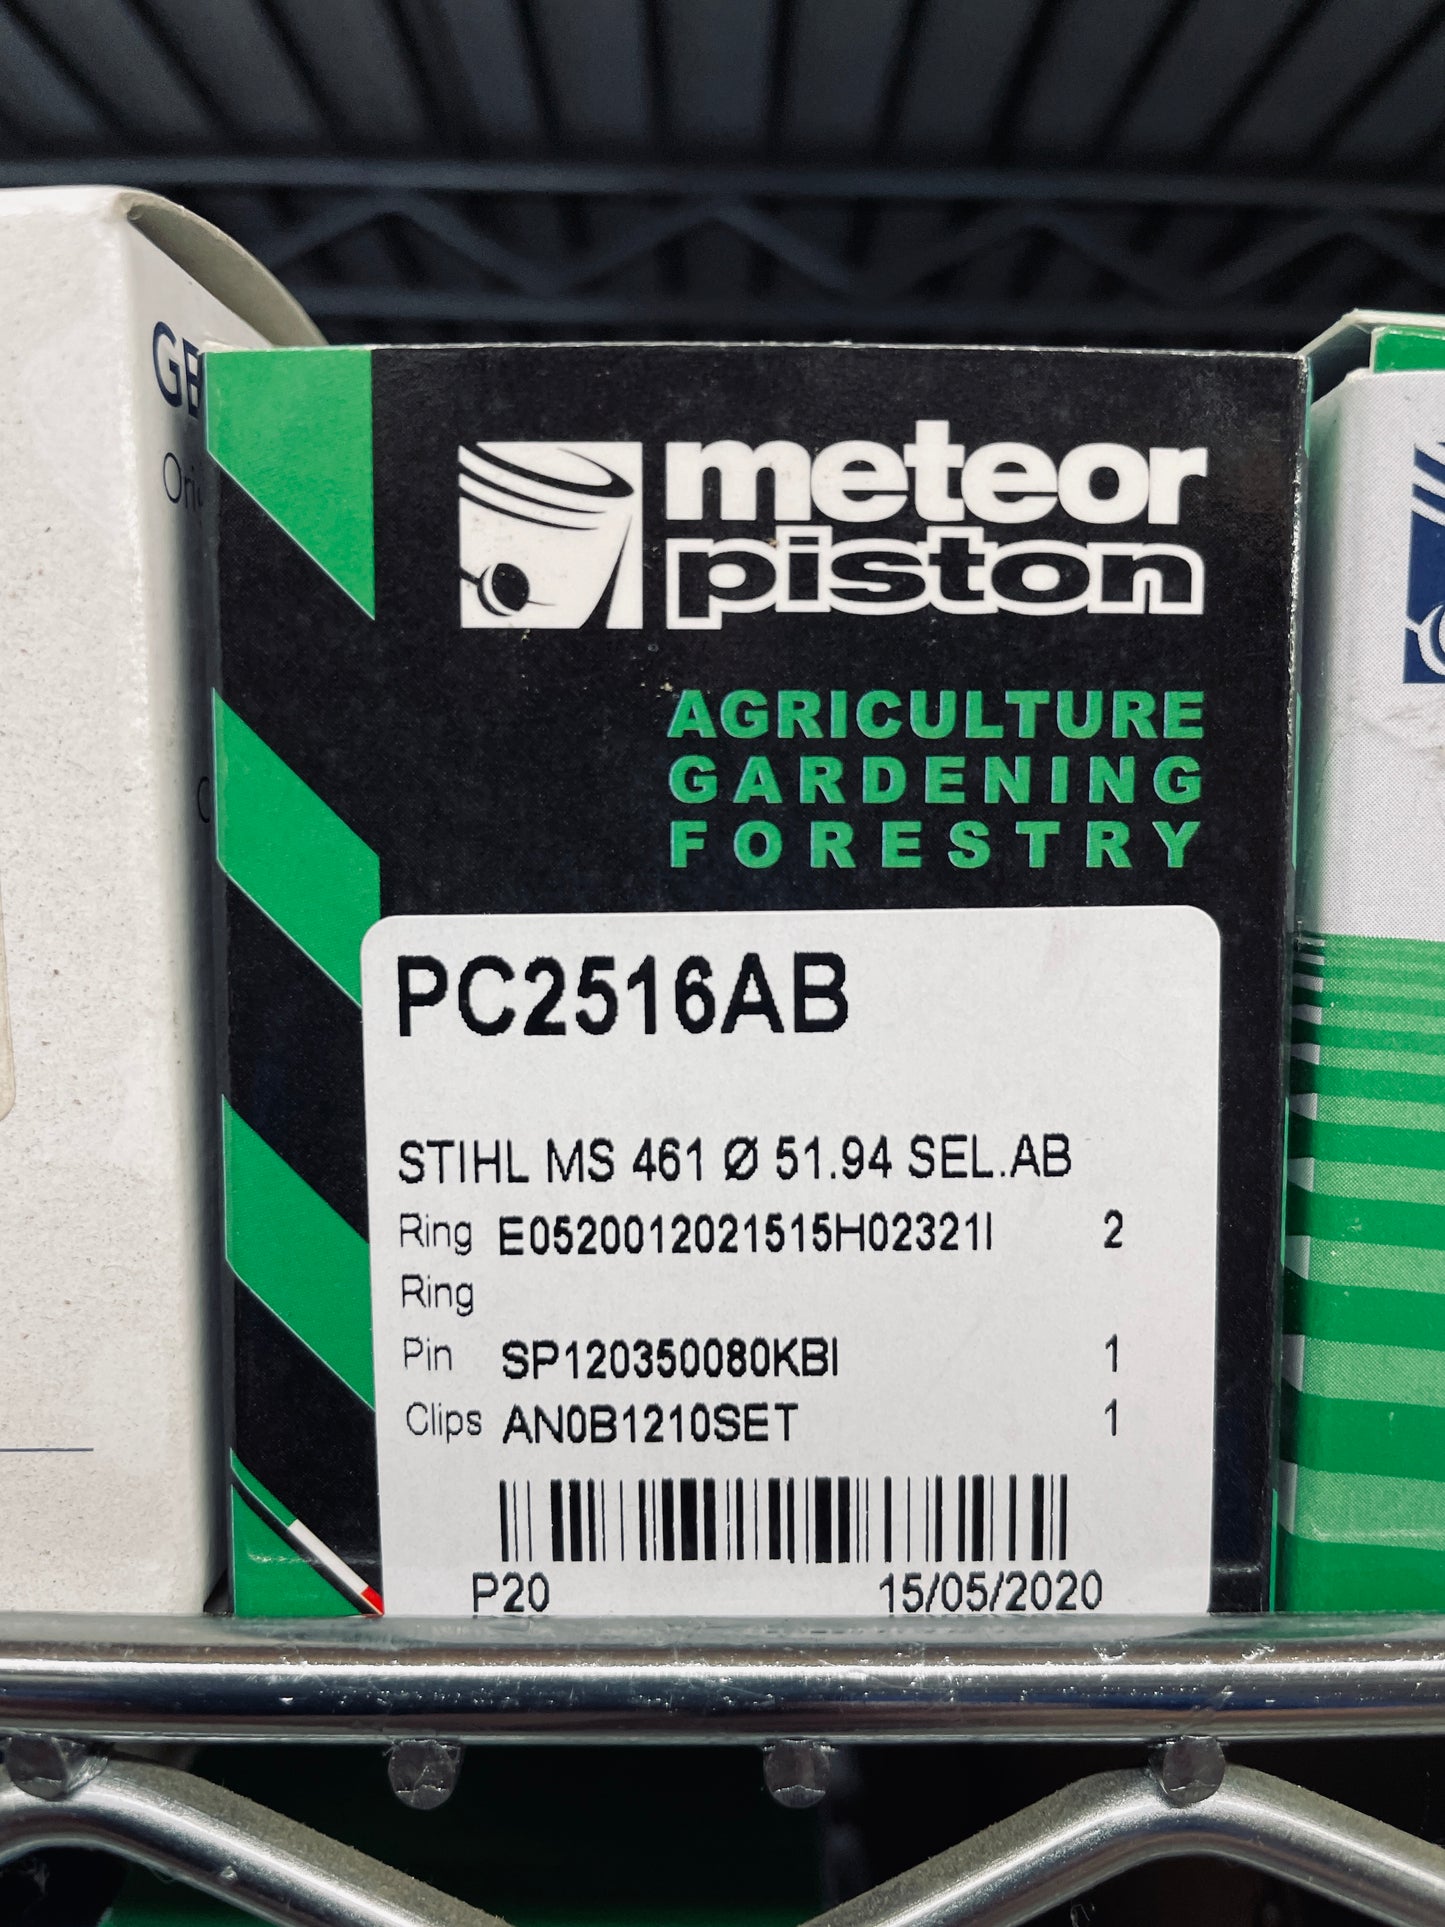 meteor
piston
AGRICULTURE
GARDENING
FORESTRY
PC2516AB
STIHL MS 461 Ø 51.94 SEL.AB
Ring E0520012021515H02321I 2
Ring
Pin SP120350080KBI 1
Clips AN0B1210SET 1
P20 15/05/2020